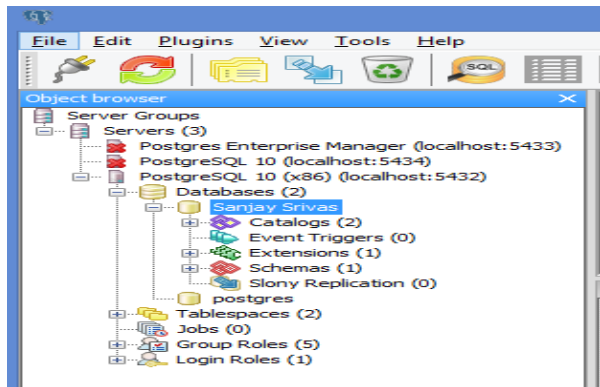 File Edit Plugins View Tools Help
SQL
Object browser
Server Groups
Servers (3)
Postgres Enterprise Manager (localhost:5433)
PostgreSQL 10 (localhost:5434)
PostgreSQL 10 (x86) (localhost:5432)
Databases (2)
Sanjay Srivas
Catalogs (2)
Event Triggers (0)
Extensions (1)
Schemas (1)
Slony Replication (0)
postgres
Tablespaces (2)
Jobs (0)
Group Roles (5)
Login Roles (1)